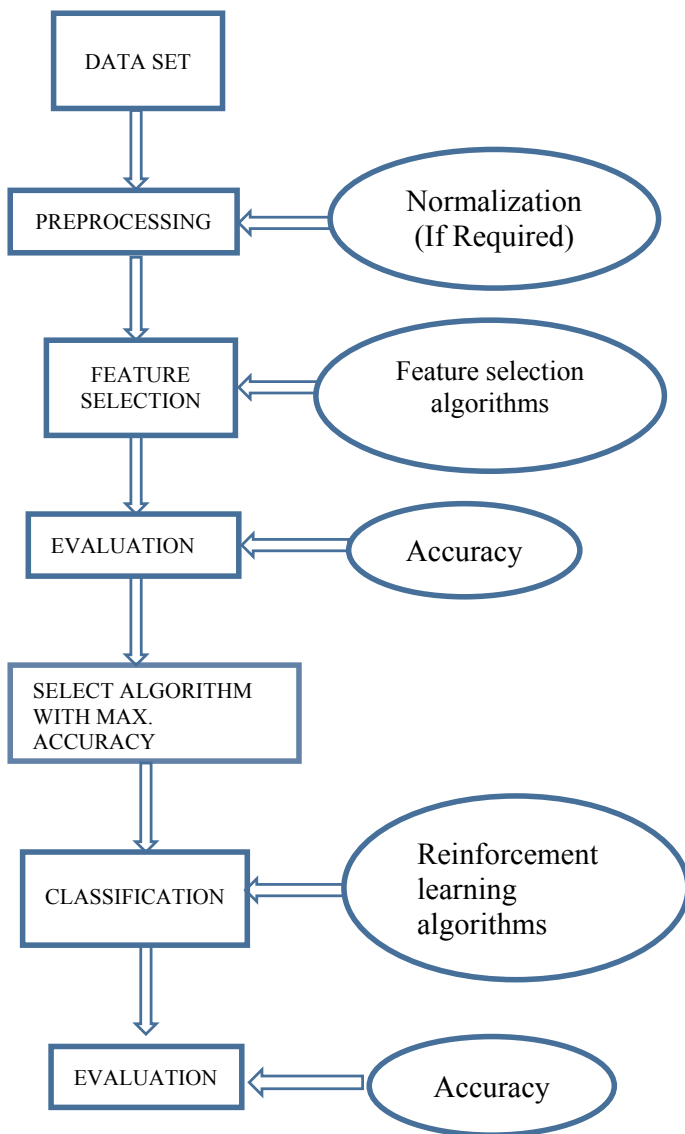 DATA SET
PREPROCESSING
Normalization
(If Required)
FEATURE
SELECTION
Feature selection
algorithms
EVALUATION
Accuracy
SELECT ALGORITHM
WITH MAX.
ACCURACY
CLASSIFICATION
Reinforcement
learning
algorithms
EVALUATION
Accuracy